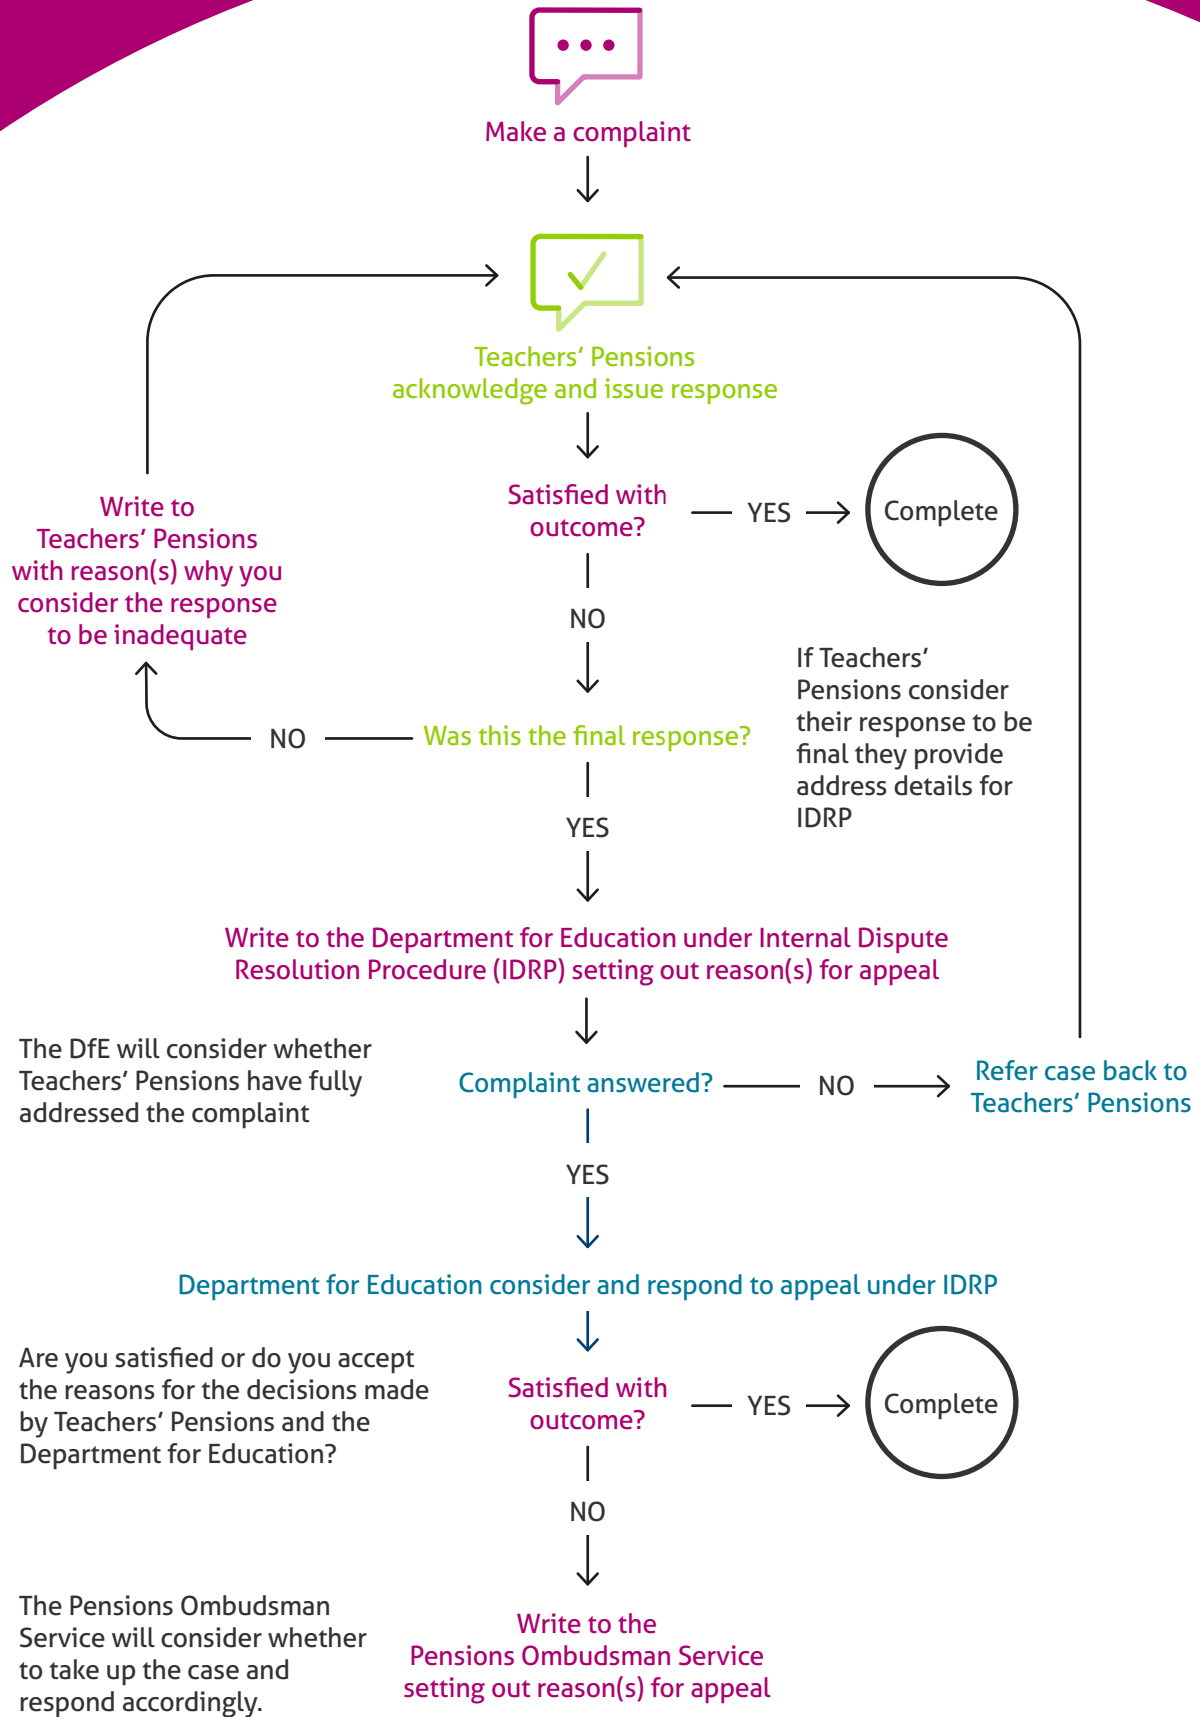 Make a complaint
Teachers’ Pensions
acknowledge and issue response
Satisfied with
outcome?
YES
Complete
Write to
Teachers’ Pensions
with reason(s) why you
consider the response
to be inadequate
NO
If Teachers’
Pensions consider
their response to be
final they provide
address details for
IDRP
NO
Was this the final response?
YES
Write to the Department for Education under Internal Dispute
Resolution Procedure (IDRP) setting out reason(s) for appeal
The DfE will consider whether
Teachers’ Pensions have fully
addressed the complaint
Complaint answered?
NO
Refer case back to
Teachers’ Pensions
YES
Department for Education consider and respond to appeal under IDRP
Are you satisfied or do you accept
the reasons for the decisions made
by Teachers’ Pensions and the
Department for Education?
Satisfied with
outcome?
YES
Complete
NO
The Pensions Ombudsman
Service will consider whether
to take up the case and
respond accordingly.
Write to the
Pensions Ombudsman Service
setting out reason(s) for appeal